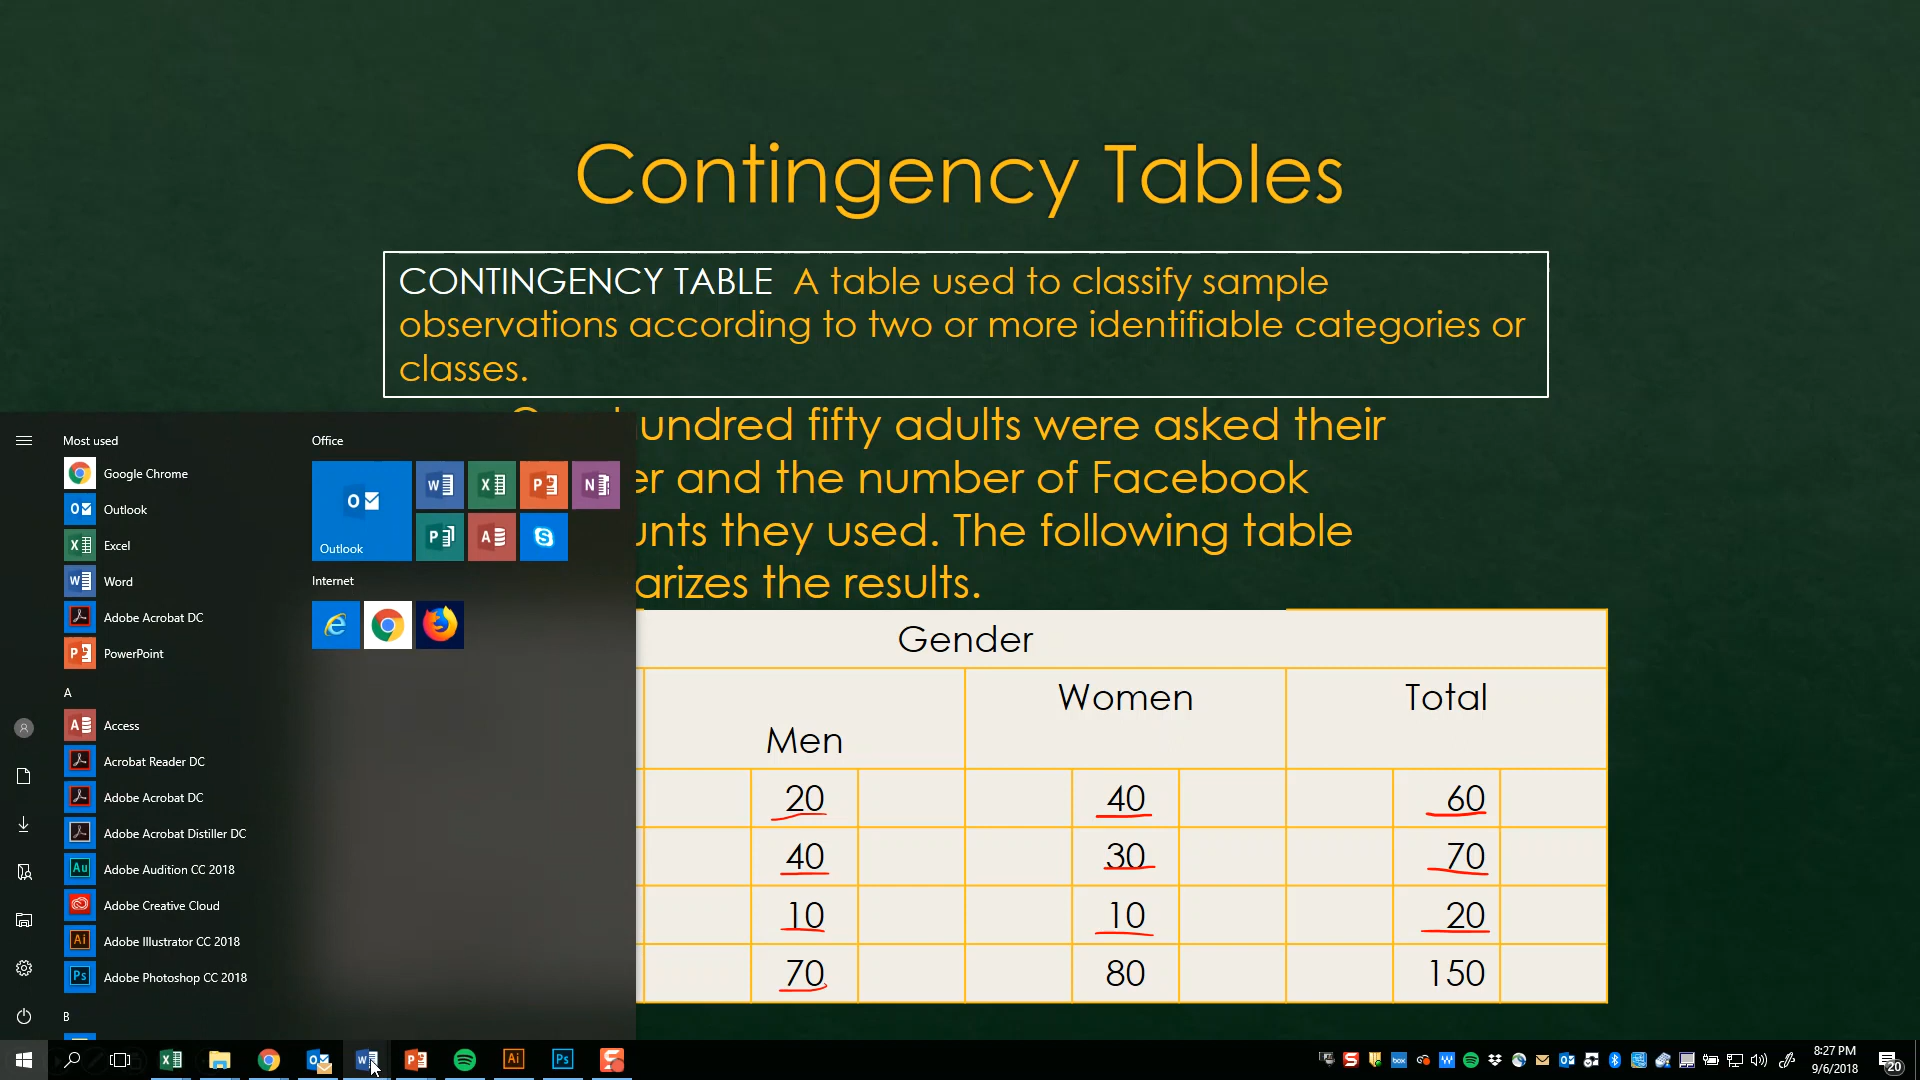 Contingency Tables
CONTINGENCY TABLE A table used to classify sample
observations according to two or more identifiable categories or
classes.
fifty adults were asked their
and the number of Facebook
they used. The following table
the results.
Gender
Women Total
Men
20 40 60
40 30 70
10 10 20
70 80 150
Most used
Google Chrome
Outlook
Excel
Word
Adobe Acrobat DC
PowerPoint
A
Access
Acrobat Reader DC
Adobe Acrobat DC
Adobe Acrobat Distiller DC
Adobe Audition CC 2018
Adobe Creative Cloud
Adobe Illustrator CC 2018
Adobe Photoshop CC 2018
B
Office
Outlook
Internet
8:27 PM
9/6/2018
20